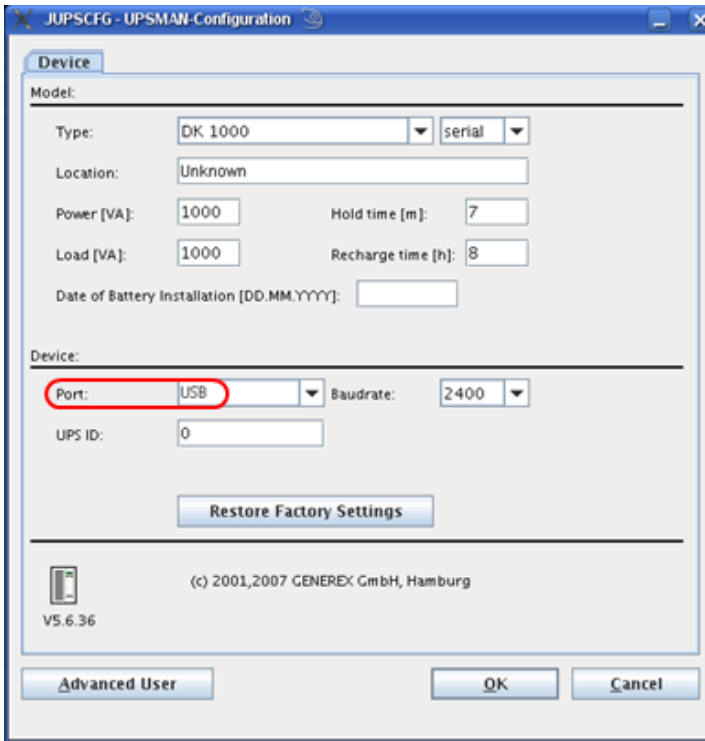 JUPSCFG - UPSMAN-Configuration
Device
Model:
Type: DK 1000 serial
Location: Unknown
Power [VA]: 1000 Hold time [m]: 7
Load [VA]: 1000 Recharge time [h]: 8
Date of Battery Installation [DD.MM.YYYY]:
Device:
Port: USB Baudrate: 2400
UPS ID: 0
Restore Factory Settings
(c) 2001,2007 GENEREX GmbH, Hamburg
V5.6.36
Advanced User OK Cancel